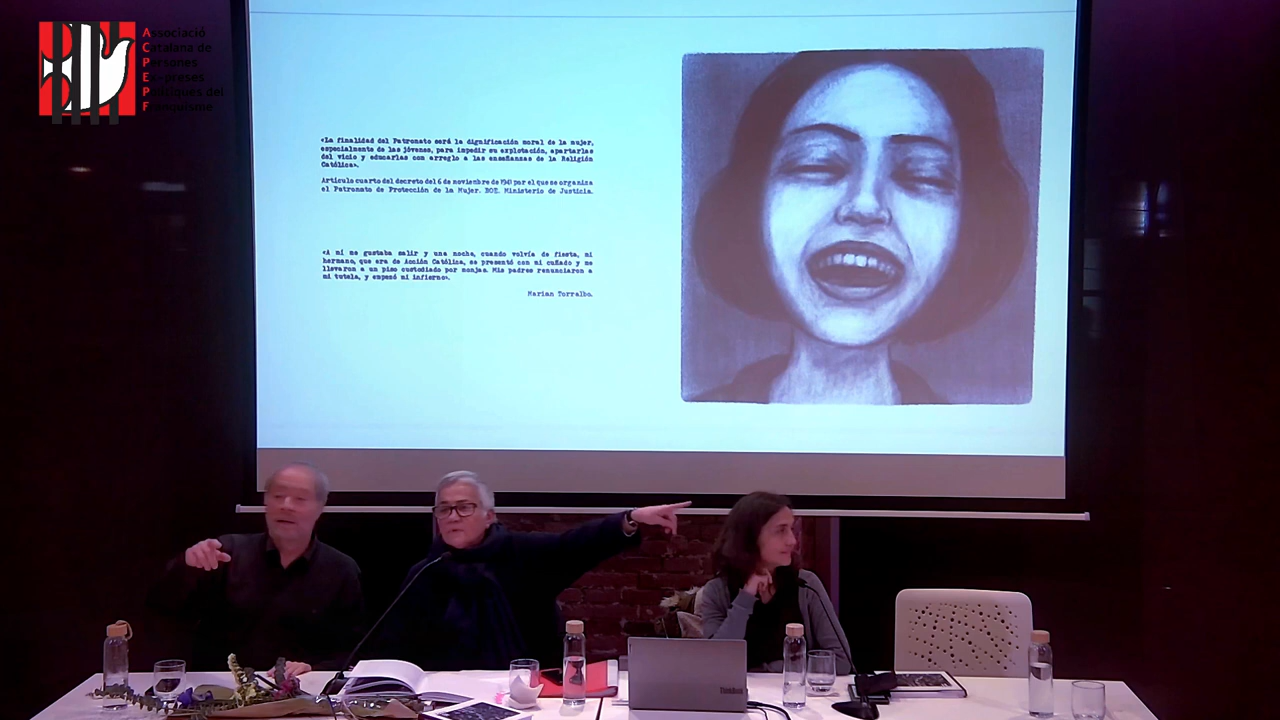 Associació
Catalana de
Persones
Ex-preses
Polítiques del
Franquisme
«La finalidad del Patronato será la dignificación moral de la mujer,
especialmente de las jóvenes, para impedir su explotación, apartarlas
del vicio y educarlas con arreglo a las enseñanzas de la Religión
Católica».
Artículo cuarto del decreto del 6 de noviembre de 1941 por el que se organiza
el Patronato de Protección de la Mujer. BOE. Ministerio de Justicia.
«A mí me gustaba salir y una noche, cuando volvía de fiesta, mi
hermano, que era de Acción Católica, se presentó con mi cuñado y me
llevaron a un piso custodiado por monjas. Mis padres renunciaron a
mi tutela, y empezó mi infierno».
Marian Torralbo.
ThinkBook